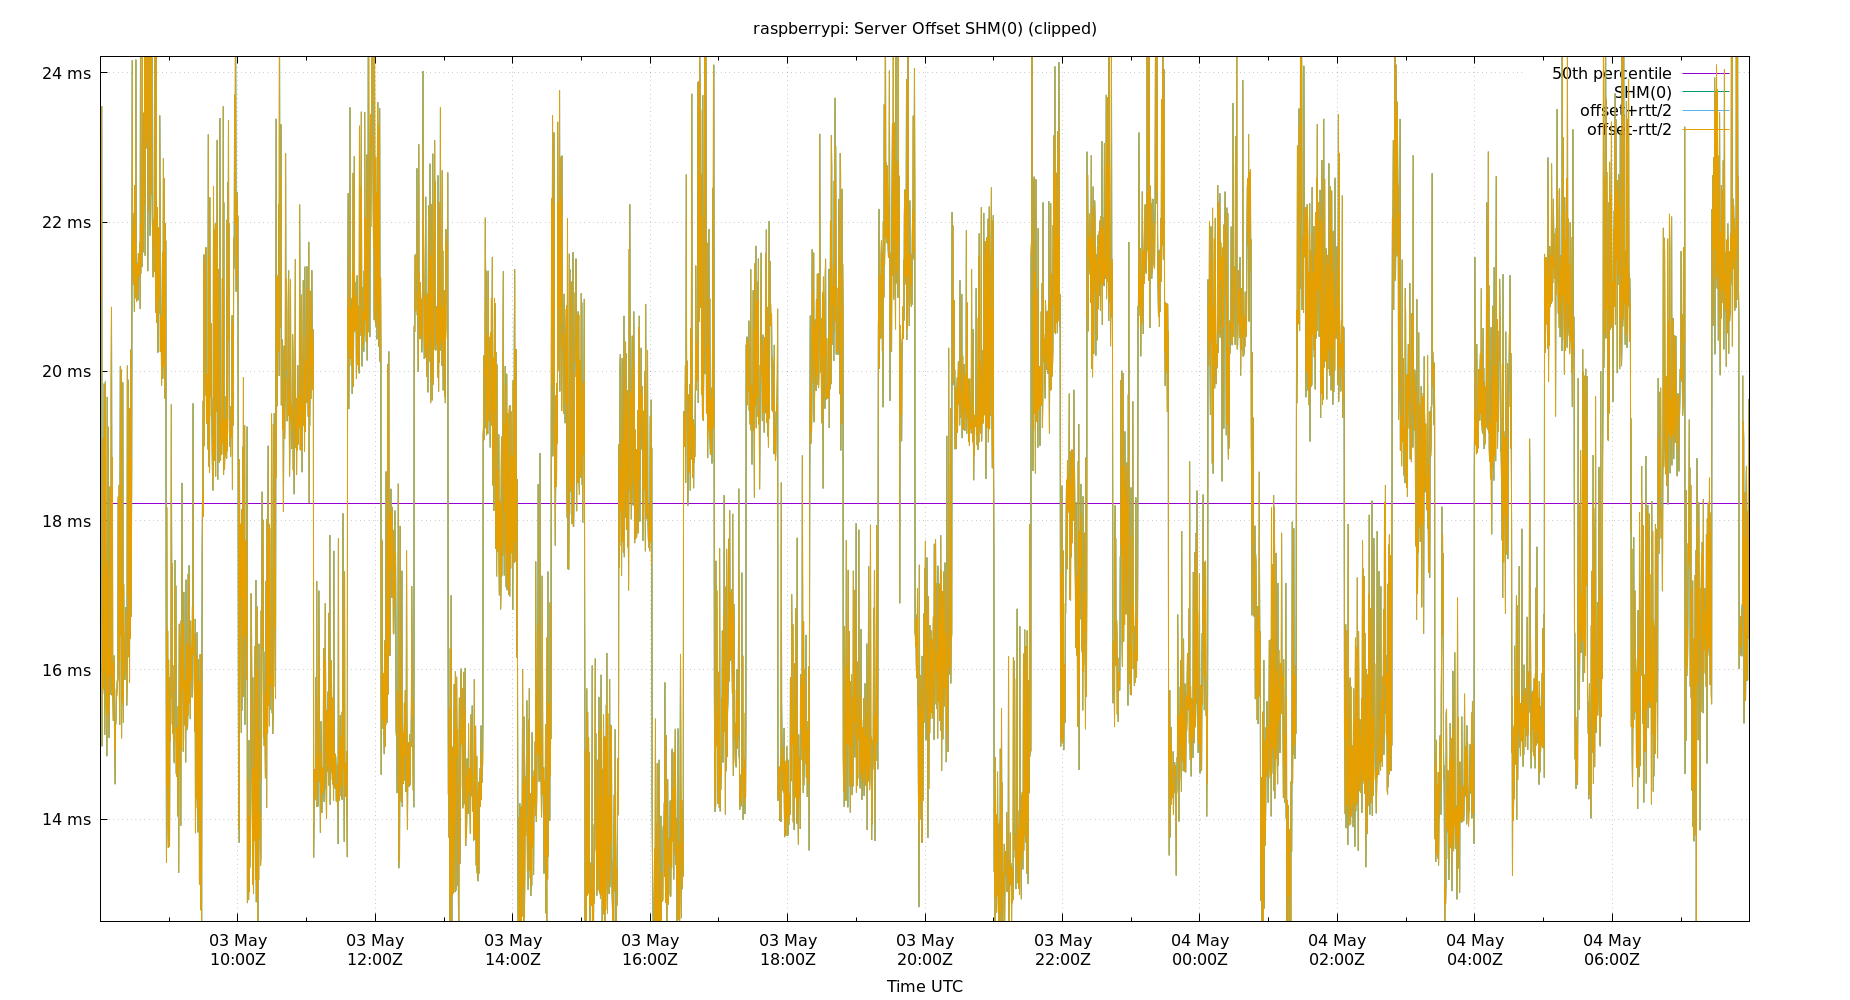 raspberrypi: Server Offset SHM(0) (clipped)
24 ms
22 ms
20 ms
18 ms
16 ms
14 ms
50th percentile
SHM(0)
offset+rtt/2
offset-rtt/2
03 May 03 May 03 May 03 May 03 May 03 May 03 May 04 May 04 May 04 May 04 May
10:00Z 12:00Z 14:00Z 16:00Z 18:00Z 20:00Z 22:00Z 00:00Z 02:00Z 04:00Z 06:00Z
Time UTC